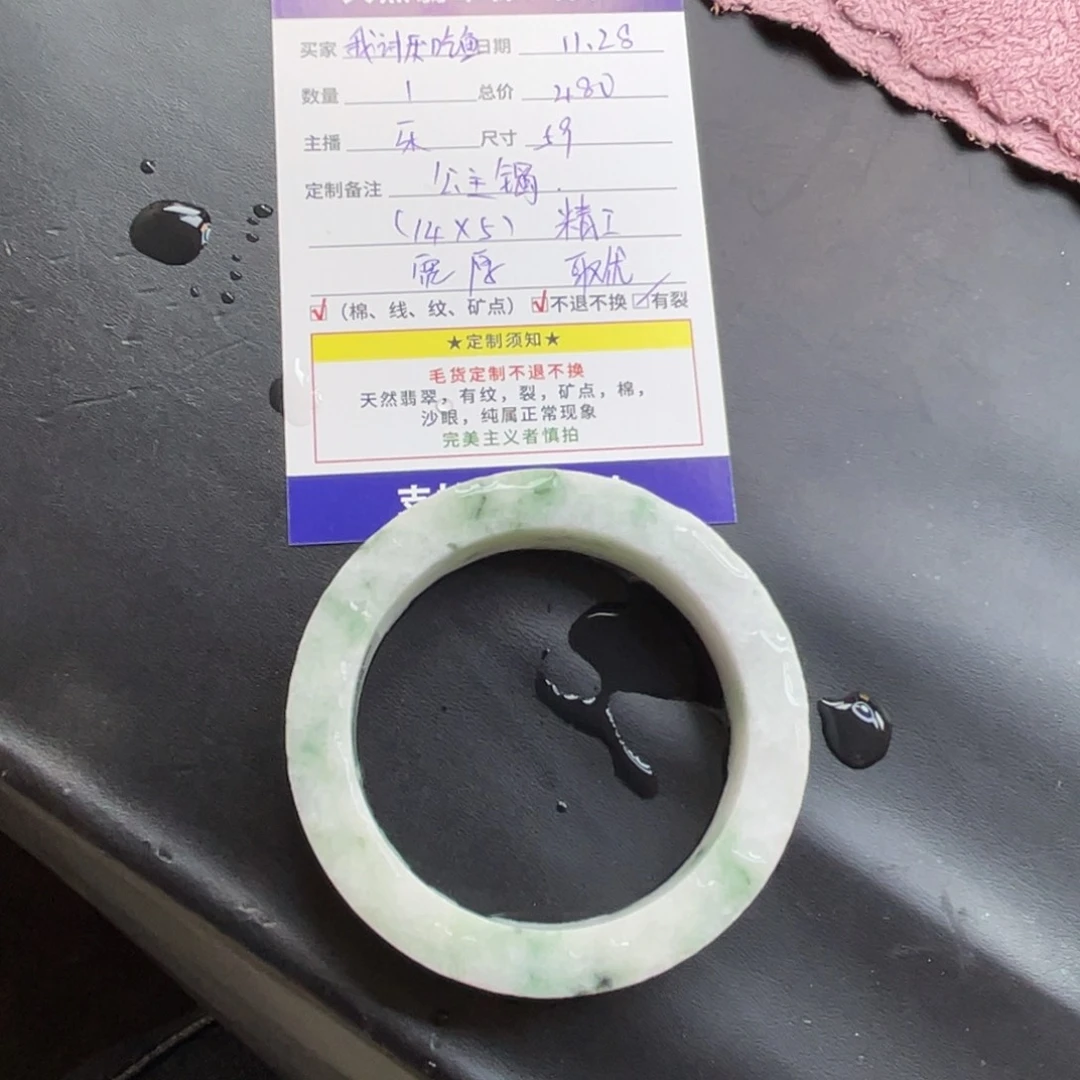 买家 我讨厌吃鱼 日期 11.28
数量 1 总价 480
主播 乐 尺寸 59
定制备注 公主镯.
(14X5) 精工
宽 厚 取优
(棉、线、纹、矿点) 不退不换 有裂
★定制须知★
毛货定制不退不换
天然翡翠,有纹,裂,矿点,棉,
沙眼,纯属正常现象
完美主义者慎拍